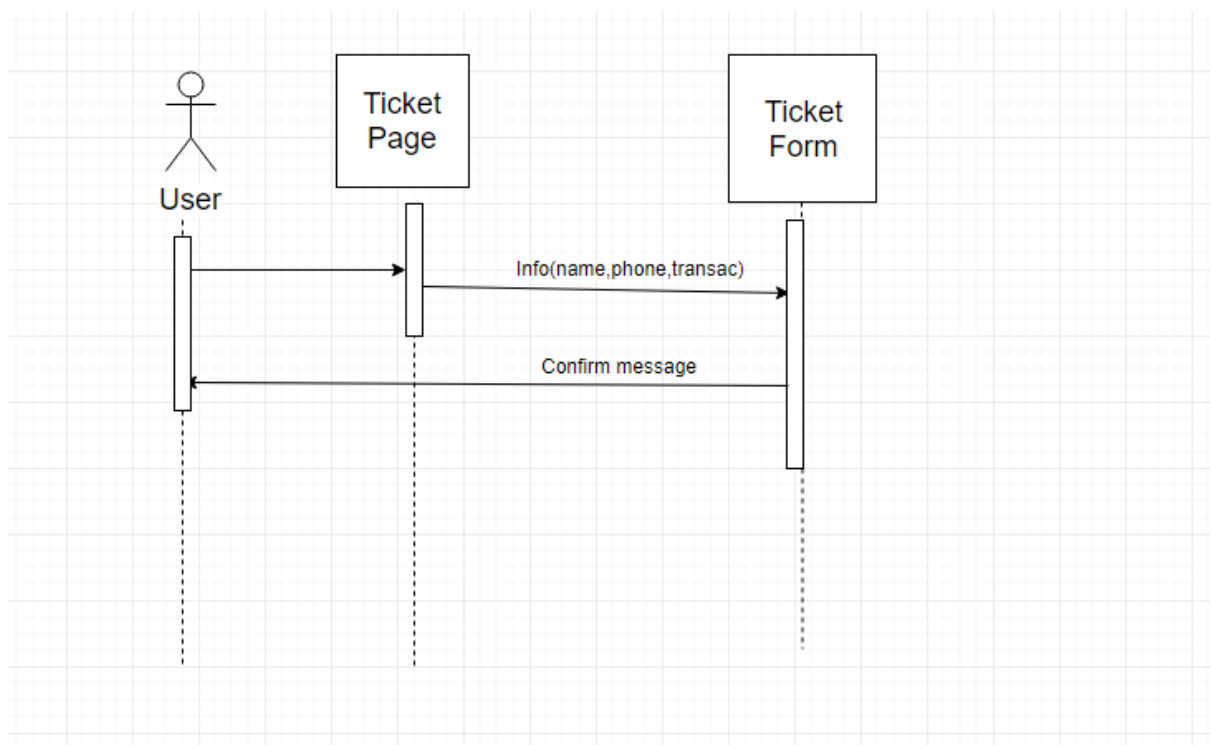 Ticket
Page
Ticket
Form
User
Info(name,phone,transac)
Confirm message